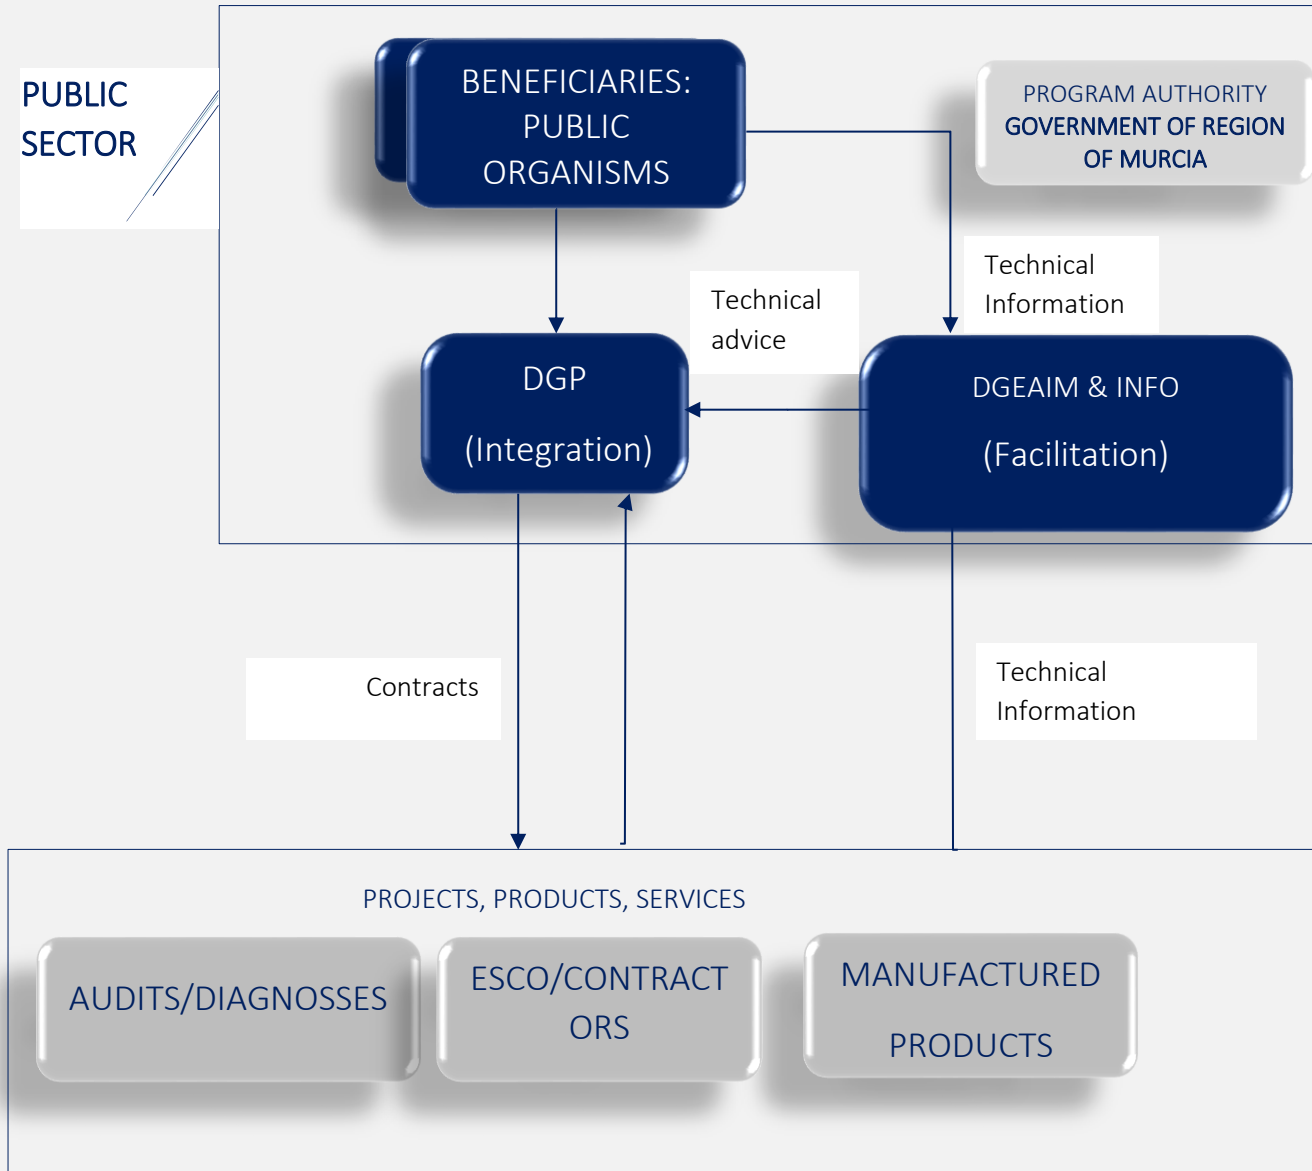 PUBLIC
SECTOR
BENEFICIARIES:
PUBLIC
ORGANISMS
PROGRAM AUTHORITY
GOVERNMENT OF REGION
OF MURCIA
Technical
Information
Technical
advice
DGP
(Integration)
DGEAIM & INFO
(Facilitation)
Contracts
Technical
Information
PROJECTS, PRODUCTS, SERVICES
AUDITS/DIAGNOSSES
ESCO/CONTRACT
ORS
MANUFACTURED
PRODUCTS